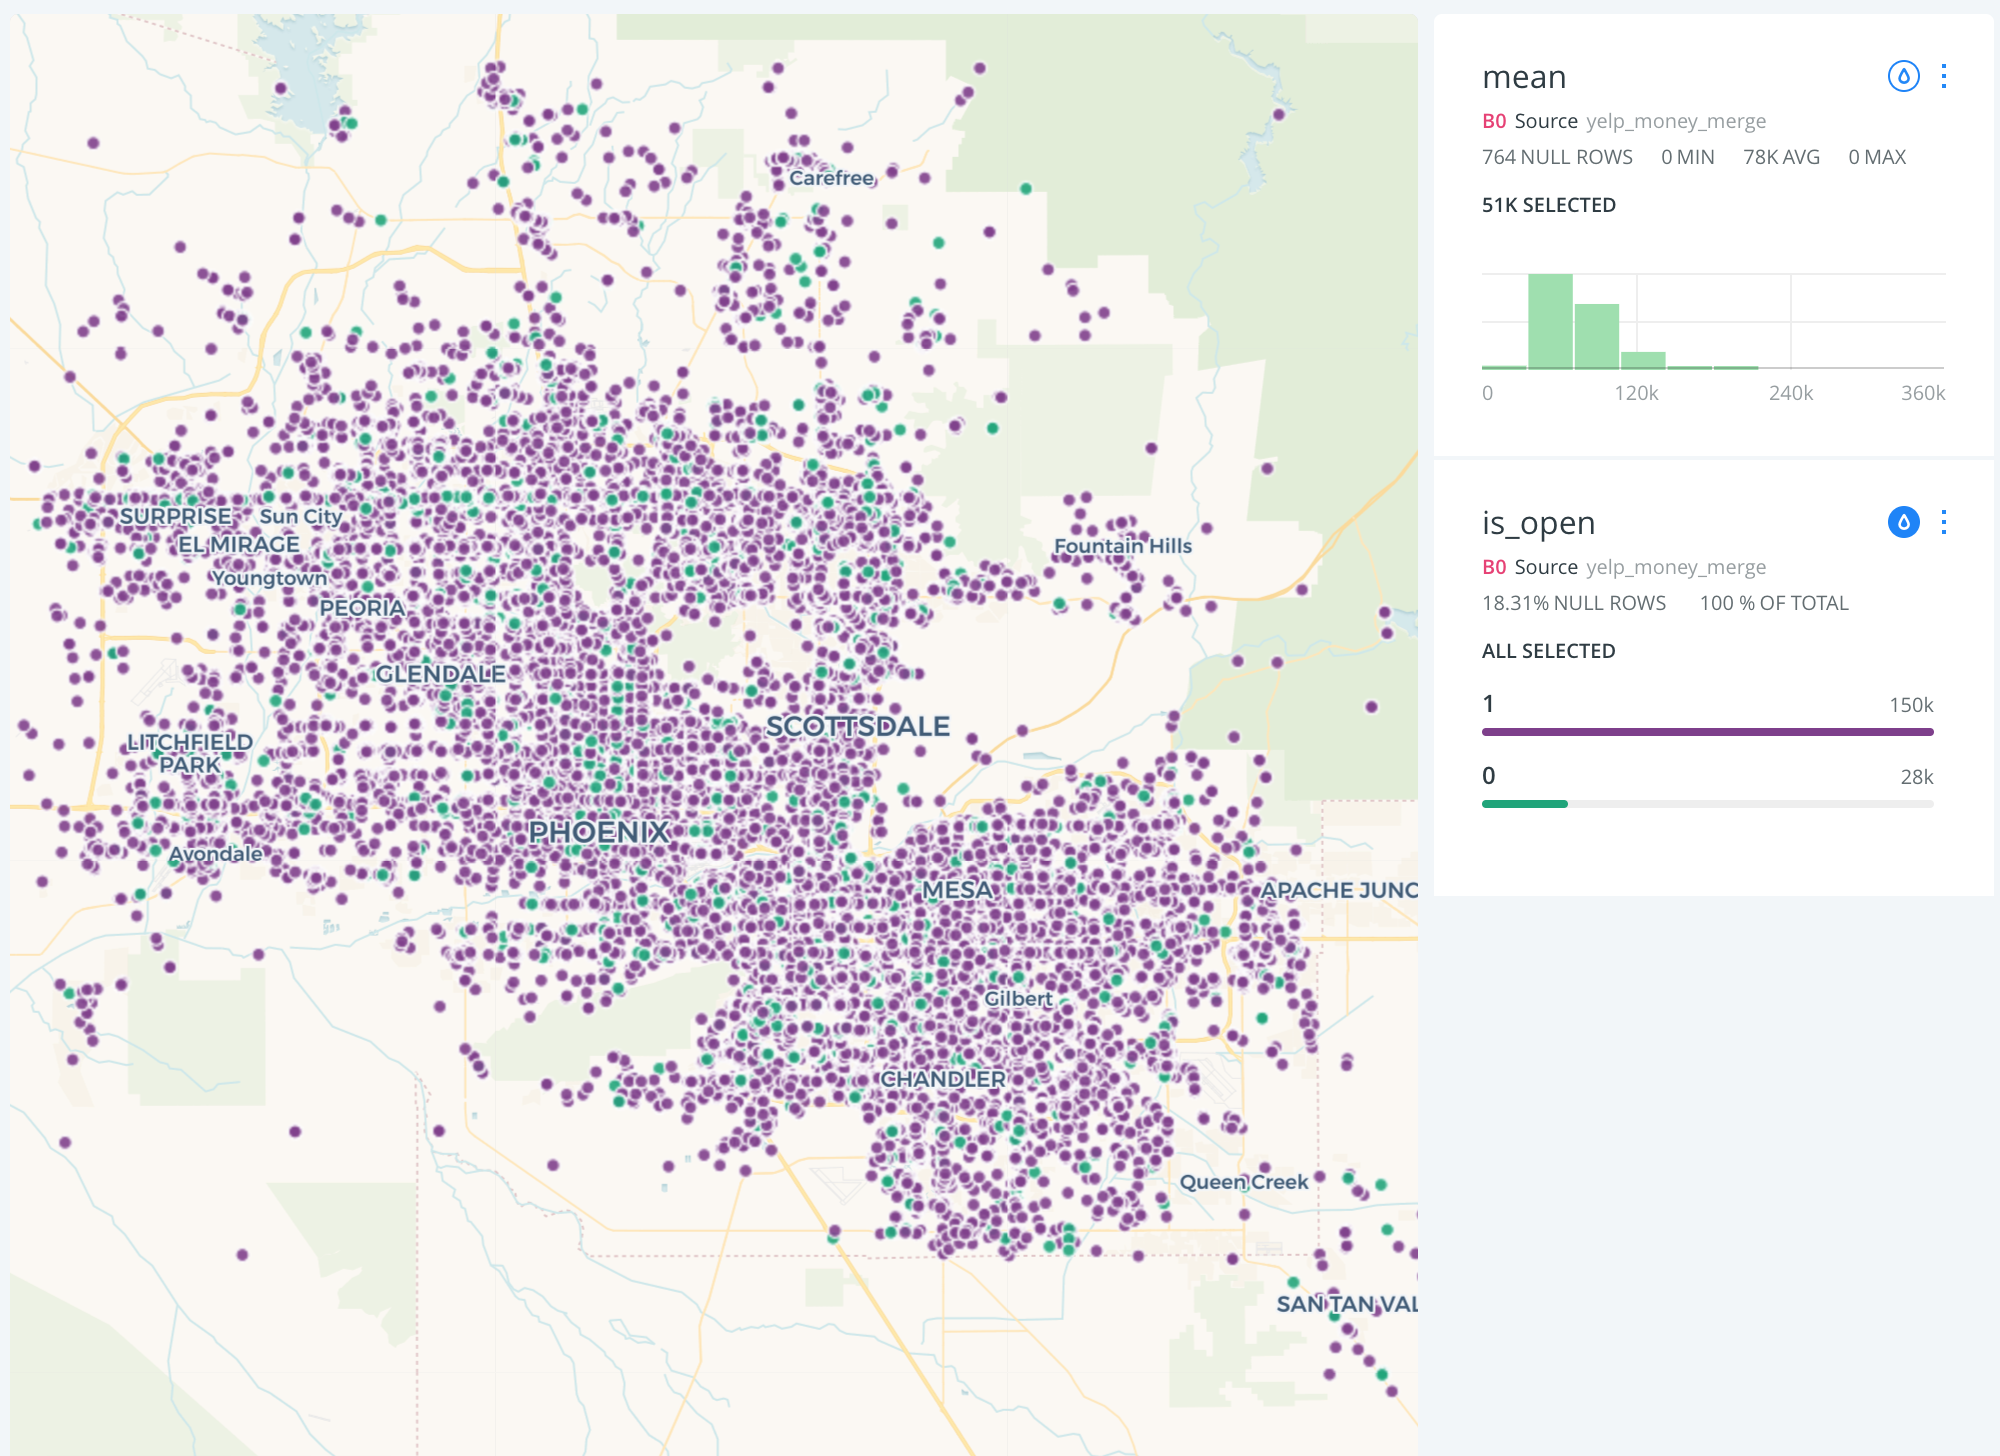 Carefree
SURPRISE
Sun City
EL MIRAGE
Youngtown
PEORIA
Fountain Hills
GLENDALE
SCOTTSDALE
LITCHFIELD
PARK
PHOENIX
Avondale
MESA
APACHE JUNC
Gilbert
CHANDLER
Queen Creek
SAN TAN VAL
mean
B0 Source yelp_money_merge
764 NULL ROWS 0 MIN 78K AVG 0 MAX
51K SELECTED
0 120k 240k 360k
is_open
B0 Source yelp_money_merge
18.31% NULL ROWS 100 % OF TOTAL
ALL SELECTED
1 150k
0 28k